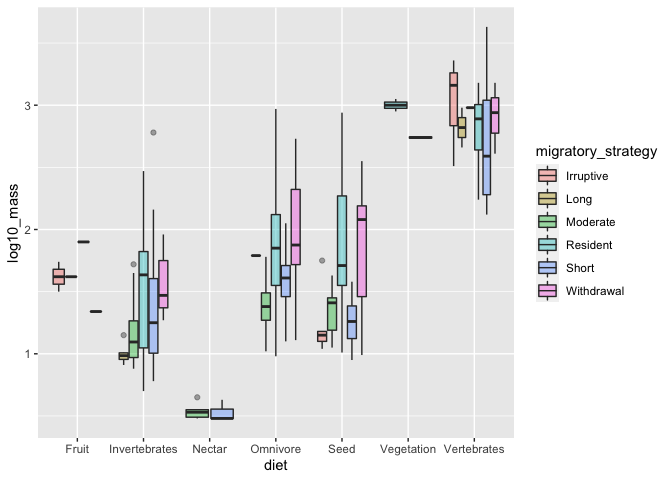 3
2
1
log10_mass
Fruit Invertebrates Nectar Omnivore Seed Vegetation Vertebrates
diet
migratory_strategy
Irruptive
Long
Moderate
Resident
Short
Withdrawal